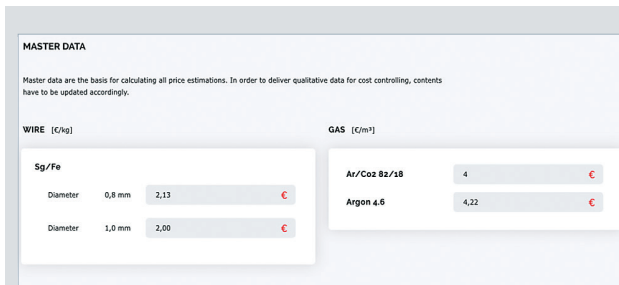 MASTER DATA
Master data are the basis for calculating all price estimations. In order to deliver qualitative data for cost controlling, contents
have to be updated accordingly.
WIRE [€/kg]
Sg/Fe
Diameter 0,8 mm 2,13 €
Diameter 1,0 mm 2,00 €
GAS [€/m³]
Ar/Co2 82/18 4 €
Argon 4.6 4,22 €